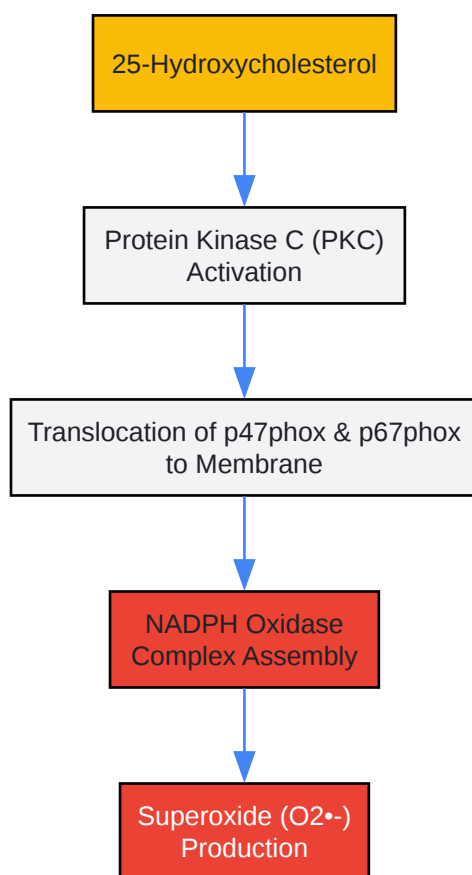 25-Hydroxycholesterol
Protein Kinase C (PKC)
Activation
Translocation of p47phox & p67phox
to Membrane
NADPH Oxidase
Complex Assembly
Superoxide (O2•-)
Production